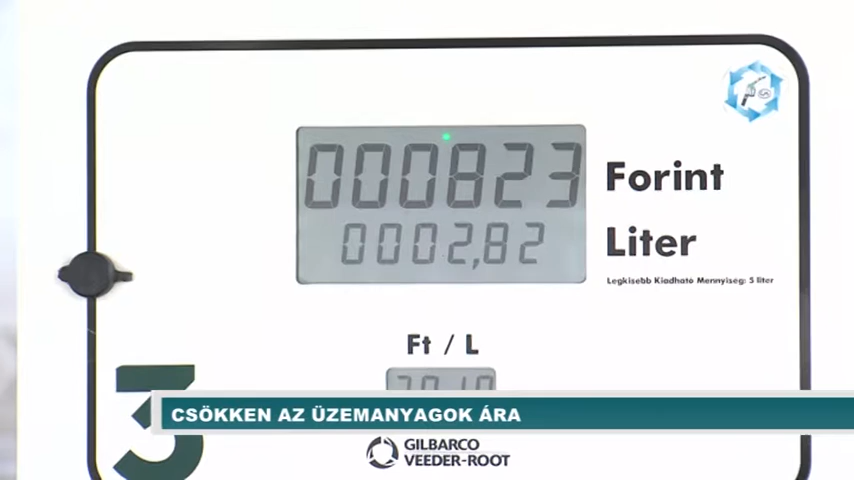 000823 Forint
0002,82 Liter
Legkisebb Kiadható Mennyiség: 5 liter
Ft / L
3
CSÖKKEN AZ ÜZEMANYAGOK ÁRA
GILBARCO
VEEDER-ROOT